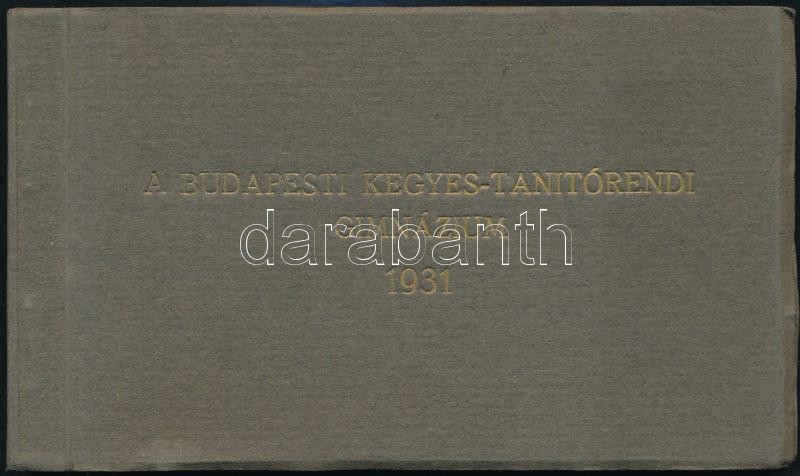 A BUDAPESTI KEGYES-TANITÓRENDI
GIMNÁZIUM
darabanth
1931